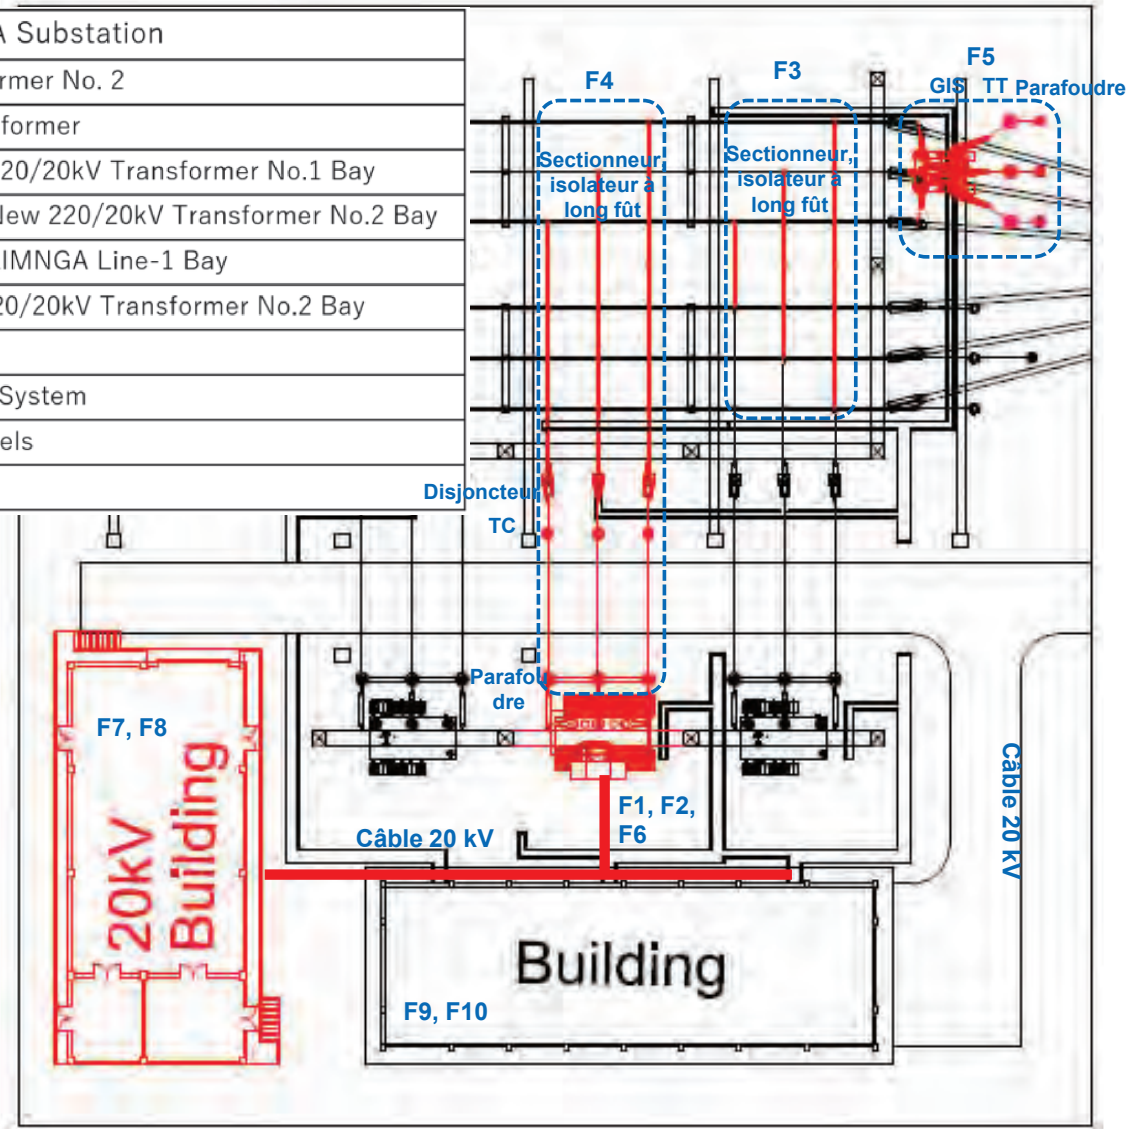 A Substation
rmer No. 2
former
20/20kV Transformer No.1 Bay
New 220/20kV Transformer No.2 Bay
IMNGA Line-1 Bay
20/20kV Transformer No.2 Bay
System
els
F4
F3
F5
GIS TT Parafoudre
Sectionneur,
isolateur à
long fût
Sectionneur,
isolateur à
long fût
Disjoncteur
TC
Parafou
dre
F7, F8
20kV
Building
F1, F2,
F6
Câble 20 kV
Câble 20 kV
Building
F9, F10